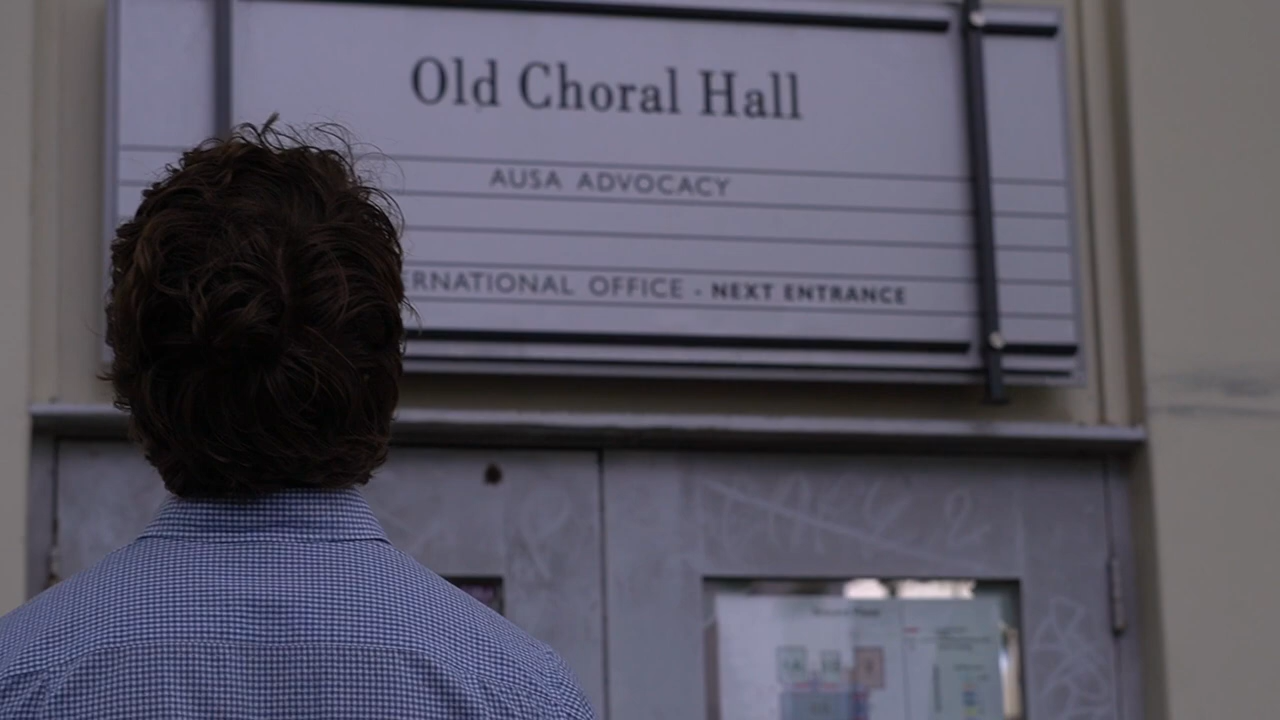 Old Choral Hall
AUSA ADVOCACY
ERNATIONAL OFFICE - NEXT ENTRANCE